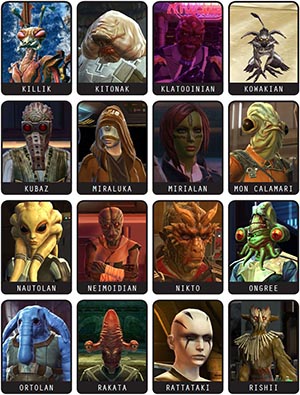 KILLIK
KITONAK
KLATOOINIAN
KOWAKIAN
KUBAZ
MIRALUKA
MIRIALAN
MON CALAMARI
NAUTOLAN
NEIMOIDIAN
NIKTO
ONGREE
ORTOLAN
RAKATA
RATTATAKI
RISHII